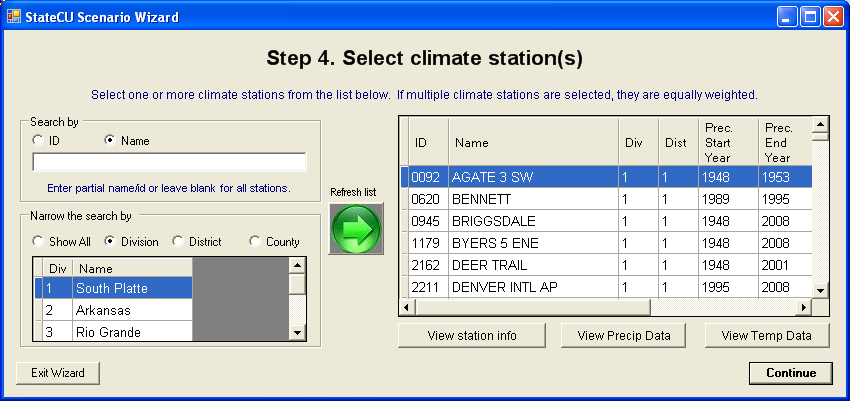 StateCU Scenario Wizard
Step 4. Select climate station(s)
Select one or more climate stations from the list below. If multiple climate stations are selected, they are equally weighted.
Search by
ID Name
Enter partial name/id or leave blank for all stations.
Narrow the search by
Show All Division District County
Div Name
1 South Platte
2 Arkansas
3 Rio Grande
Refresh list
ID Name Div Dist Prec. Start Year Prec. End Year
0092 AGATE 3 SW 1 1 1948 1953
0620 BENNETT 1 1 1989 1995
0945 BRIGGSDALE 1 1 1948 2008
1179 BYERS 5 ENE 1 1 1948 2008
2162 DEER TRAIL 1 1 1948 2001
2211 DENVER INTL AP 1 1 1995 2008
View station info View Precip Data View Temp Data
Exit Wizard Continue